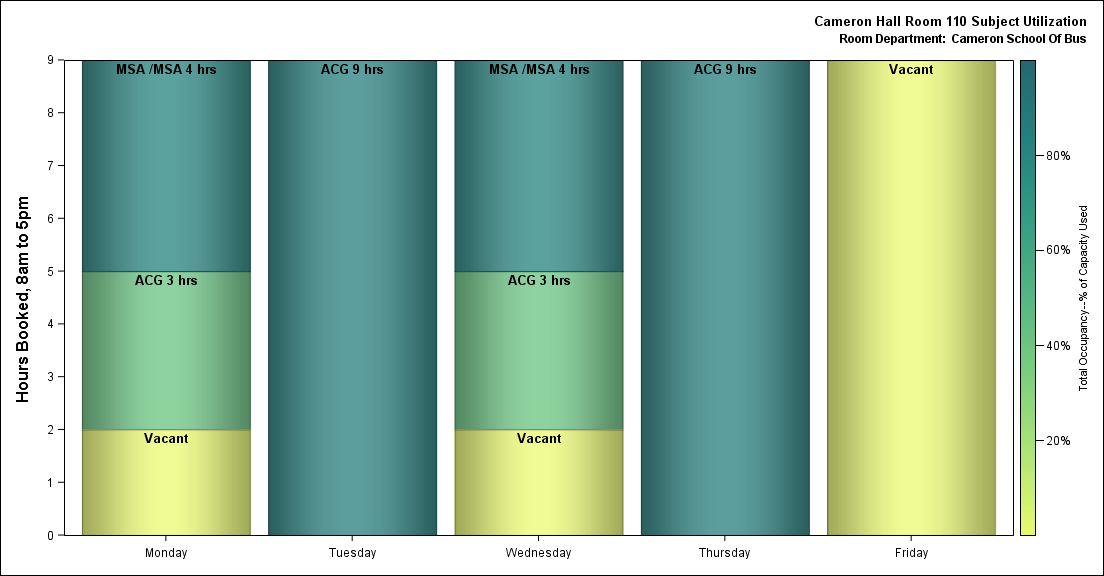 Cameron Hall Room 110 Subject Utilization
Room Department: Cameron School Of Bus
Hours Booked, 8am to 5pm
9
8
7
6
5
4
3
2
1
0
MSA /MSA 4 hrs
ACG 3 hrs
Vacant
ACG 9 hrs
MSA /MSA 4 hrs
ACG 3 hrs
Vacant
ACG 9 hrs
Vacant
Monday
Tuesday
Wednesday
Thursday
Friday
80%
60%
40%
20%
Total Occupancy--% of Capacity Used